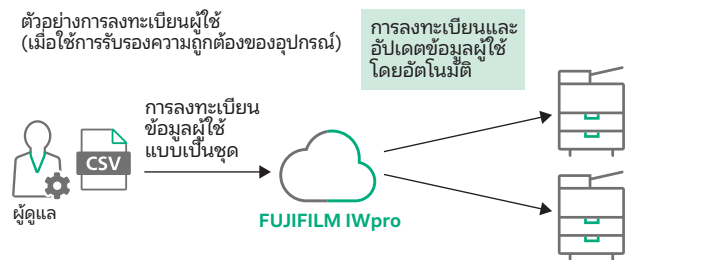 ตัวอย่างการลงทะเบียนผู้ใช้
(เมื่อใช้การรับรองความถูกต้องของอุปกรณ์)
การลงทะเบียนและ
อัปเดตข้อมูลผู้ใช้
โดยอัตโนมัติ
การลงทะเบียน
ข้อมูลผู้ใช้
แบบเป็นชุด
CSV
ผู้ดูแล
FUJIFILM IWpro